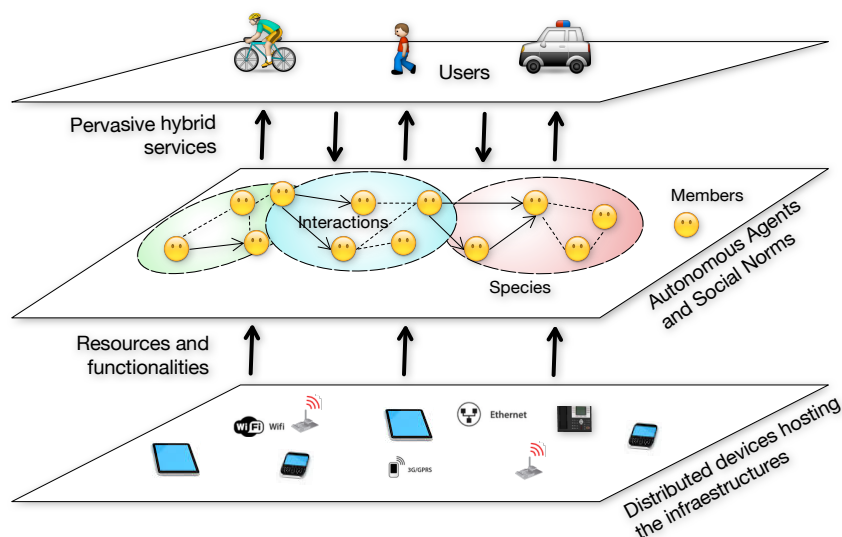 Users
Pervasive hybrid
services
Members
Interactions
Species
Autonomous Agents
and Social Norms
Resources and
functionalities
WiFi Wifi
Ethernet
3G/GPRS
Distributed devices hosting
the infraestructures